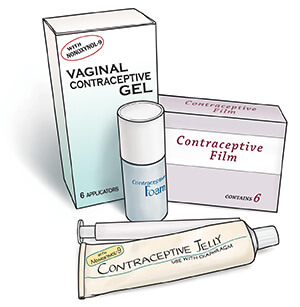 WITH
NONOXYNOL-9
VAGINAL
CONTRACEPTIVE
GEL
6 APPLICATORS
Contraceptive
Film
CONTAINS 6
Contraceptive
Foam
WITH
NONOXYNOL-9
CONTRACEPTIVE JELLY
USE WITH DIAPHRAGM